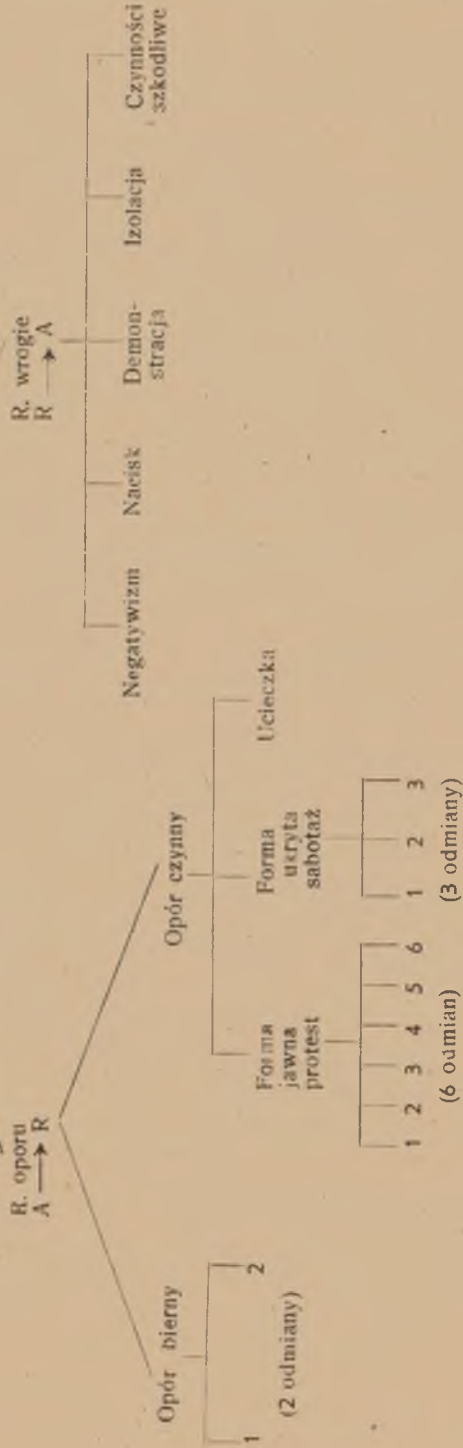 R. oporu
A → R
R. wrogie
R → A
Opór bierny
1 2
(2 odmiany)
Opór czynny
Forma
jawna
protest
1 2 3 4 5 6
(6 odmian)
Forma
ukryta
sabotaż
1 2 3
(3 odmiany)
Ucieczka
Negatywizm
Nacisk
Demon-
stracja
Izolacja
Czynności
szkodliwe